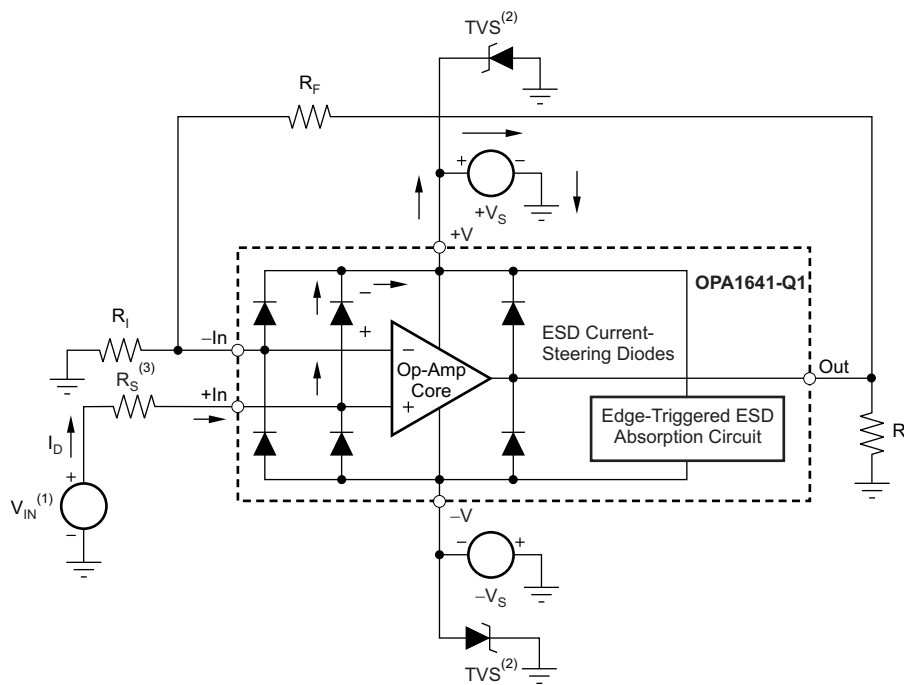 TVS(2)
RF
+ −
+VS
+V
OPA1641-Q1
−
+
RI
−In
ESD Current-
Steering Diodes
−
Op-Amp
Core
+
Out
(3)
RS
+In
Edge-Triggered ESD
Absorption Circuit
R
ID
+
VIN(1)
−
−V
− +
−VS
TVS(2)